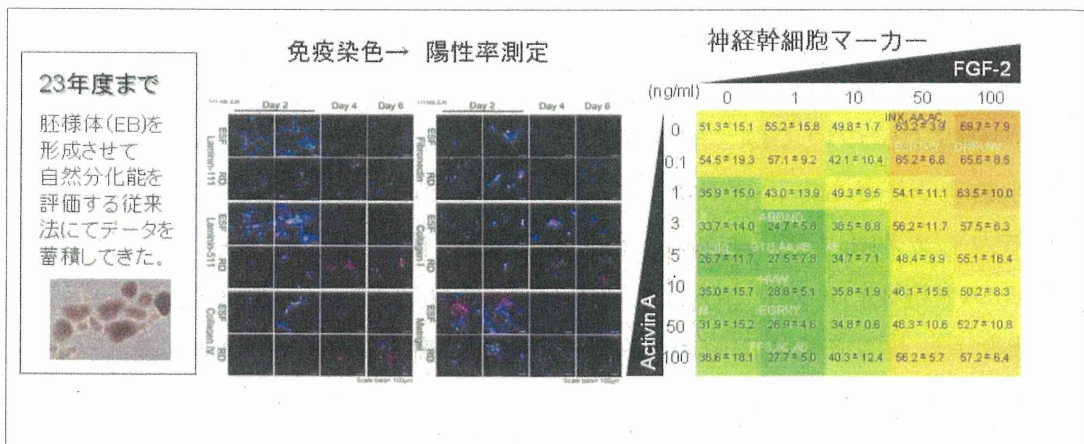 23年度まで
胚様体(EB)を
形成させて
自然分化能を
評価する従来
法にてデータを
蓄積してきた。
免疫染色→ 陽性率測定
Day 2 Day 4 Day 6
ESF
RD
Laminin-111
ESF
RD
Laminin-511
ESF
RD
Collagen IV
Scale bars= 100μm
Day 2 Day 4 Day 6
ESF
RD
Fibronectin
ESF
RD
Collagen I
ESF
RD
Matrigel
Scale bars= 100μm
神経幹細胞マーカー
FGF-2
(ng/ml) 0 1 10 50 100
Activin A
INX, AA, AC
0 51.3 ± 15.1 55.2 ± 15.8 49.8 ± 1.7 63.2 ± 3.9 69.7 ± 7.9
0.1 54.5 ± 19.3 57.1 ± 9.2 42.1 ± 10.4 65.2 ± 6.8 65.6 ± 8.5
1 35.9 ± 15.0 43.0 ± 13.9 49.3 ± 9.5 54.1 ± 11.1 63.5 ± 10.0
3 33.7 ± 14.0 24.7 ± 5.8 38.5 ± 8.8 56.2 ± 11.7 57.5 ± 6.3
5 26.7 ± 11.7 27.5 ± 7.8 34.7 ± 7.1 48.4 ± 9.9 55.1 ± 16.4
10 35.0 ± 15.7 28.8 ± 5.1 35.8 ± 1.9 46.1 ± 15.5 50.2 ± 8.3
50 31.9 ± 15.2 26.9 ± 4.6 34.8 ± 0.6 46.3 ± 10.6 52.7 ± 10.8
100 36.6 ± 18.1 27.7 ± 5.0 40.3 ± 12.4 56.2 ± 5.7 57.2 ± 6.4